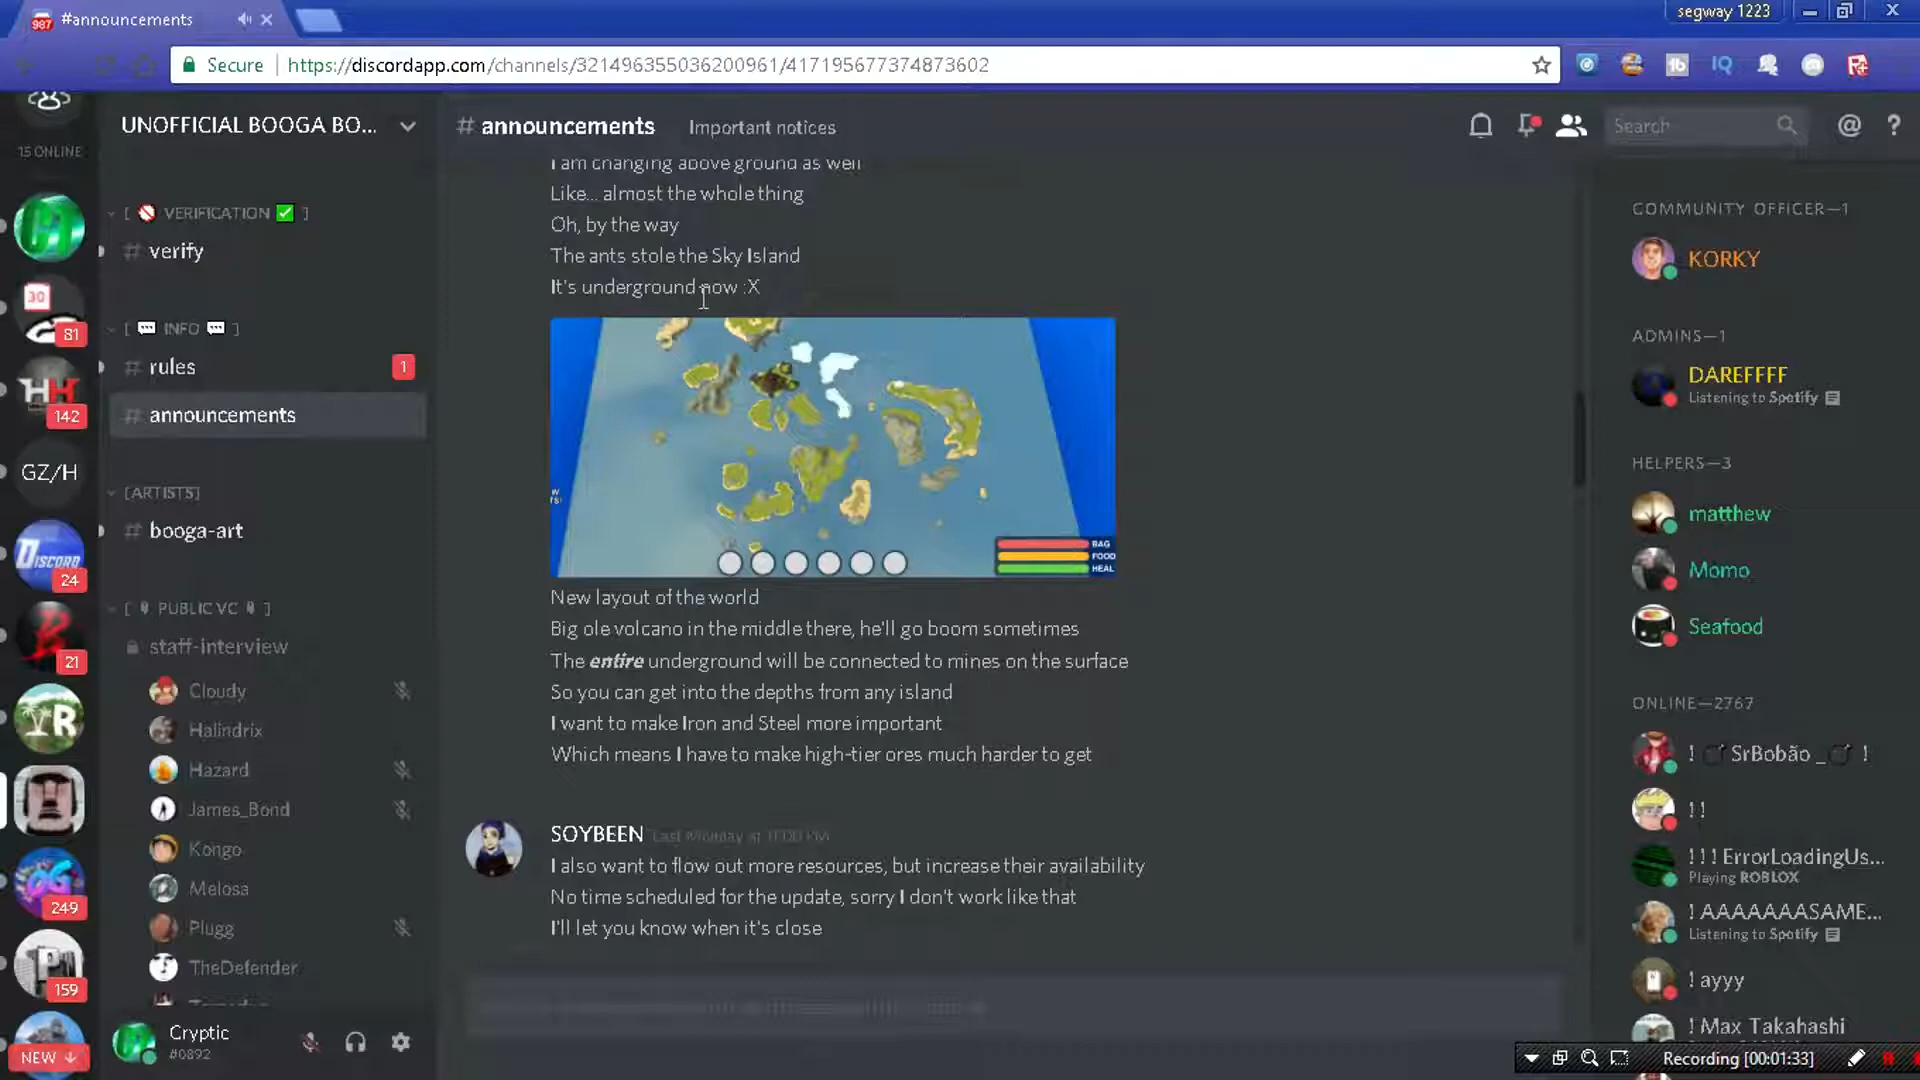 #announcements
segway 1223
Secure
https://discordapp.com/channels/321496355036200961/417195677374873602
15 ONLINE
30
81
142
GZ/H
DISCORD
24
21
249
159
NEW
UNOFFICIAL BOOGA BO...
[ VERIFICATION ]
# verify
[ INFO ]
# rules
1
# announcements
[ARTISTS]
# booga-art
[ PUBLIC VC ]
staff-interview
Cloudy
Halindrix
Hazard
James_Bond
Kongo
Melosa
Plugg
TheDefender
Cryptic
#0892
# announcements
Important notices
Search
I am changing above ground as well
Like... almost the whole thing
Oh, by the way
The ants stole the Sky Island
It's underground now :X
BAG
FOOD
HEAL
New layout of the world
Big ole volcano in the middle there, he'll go boom sometimes
The entire underground will be connected to mines on the surface
So you can get into the depths from any island
I want to make Iron and Steel more important
Which means I have to make high-tier ores much harder to get
SOYBEEN Last Monday at 11:00 PM
I also want to flow out more resources, but increase their availability
No time scheduled for the update, sorry I don't work like that
I'll let you know when it's close
COMMUNITY OFFICER—1
KORKY
ADMINS—1
DAREFFFF
Listening to Spotify
HELPERS—3
matthew
Momo
Seafood
ONLINE—2767
! SrBobão _ !
! !
! ! ! ErrorLoadingUs...
Playing ROBLOX
! AAAAAAASAME...
Listening to Spotify
! ayyy
! Max Takahashi
Recording [00:01:33]